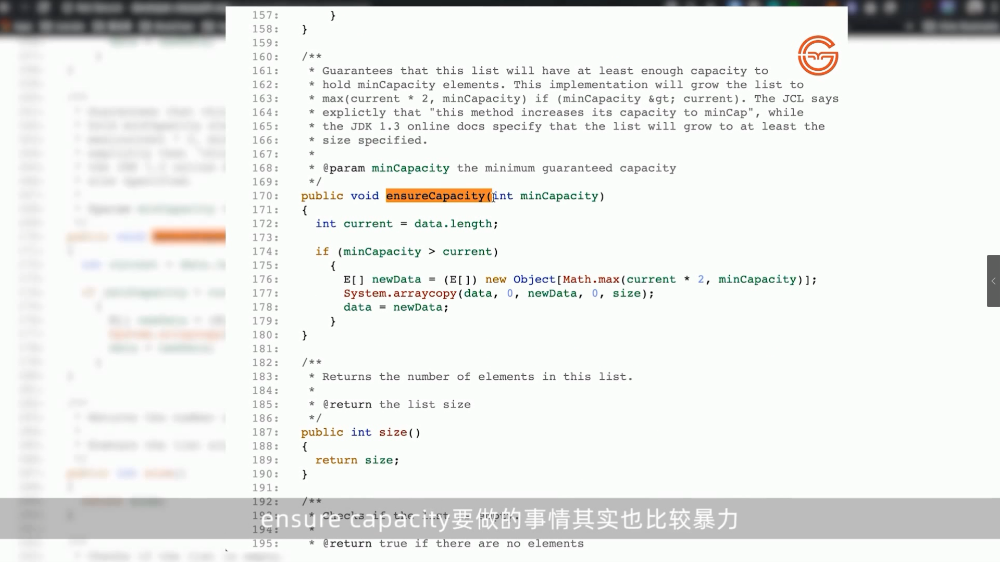 157:       }
158:   }
159:
160:   /**
161:    * Guarantees that this list will have at least enough capacity to
162:    * hold minCapacity elements. This implementation will grow the list to
163:    * max(current * 2, minCapacity) if (minCapacity &gt; current). The JCL says
164:    * explictly that "this method increases its capacity to minCap", while
165:    * the JDK 1.3 online docs specify that the list will grow to at least the
166:    * size specified.
167:    *
168:    * @param minCapacity the minimum guaranteed capacity
169:    */
170:   public void ensureCapacity(int minCapacity)
171:   {
172:     int current = data.length;
173:
174:     if (minCapacity > current)
175:       {
176:         E[] newData = (E[]) new Object[Math.max(current * 2, minCapacity)];
177:         System.arraycopy(data, 0, newData, 0, size);
178:         data = newData;
179:       }
180:   }
181:
182:   /**
183:    * Returns the number of elements in this list.
184:    *
185:    * @return the list size
186:    */
187:   public int size()
188:   {
189:     return size;
190:   }
191:
192:   /**
193:    * Checks if the list is empty.
ensure capacity要做的事情其实也比较暴力
194:    *
195:    * @return true if there are no elements